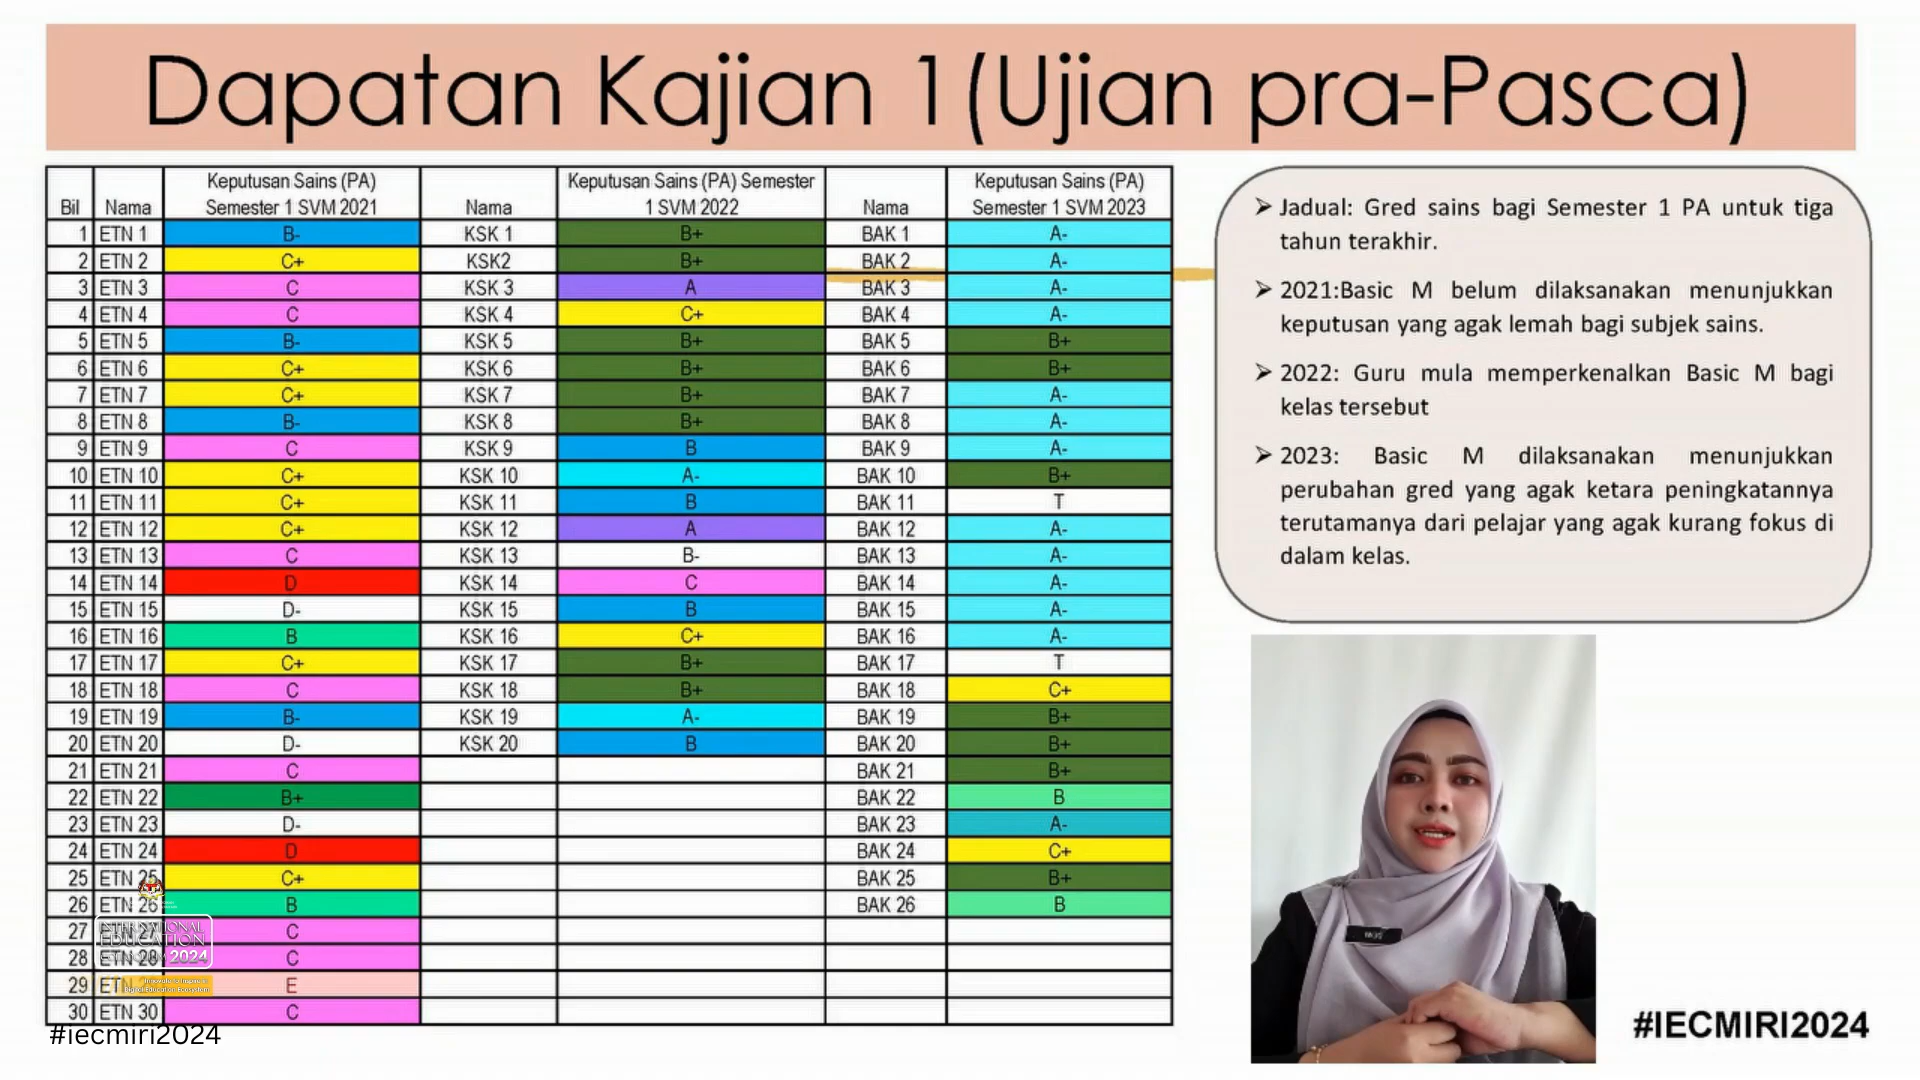 Dapatan Kajian 1(Ujian pra-Pasca)
Bil Nama Keputusan Sains (PA) Semester 1 SVM 2021 Nama Keputusan Sains (PA) Semester 1 SVM 2022 Nama Keputusan Sains (PA) Semester 1 SVM 2023
1 ETN 1 B- KSK 1 B+ BAK 1 A-
2 ETN 2 C+ KSK2 B+ BAK 2 A-
3 ETN 3 C KSK 3 A BAK 3 A-
4 ETN 4 C KSK 4 C+ BAK 4 A-
5 ETN 5 B- KSK 5 B+ BAK 5 B+
6 ETN 6 C+ KSK 6 B+ BAK 6 B+
7 ETN 7 C+ KSK 7 B+ BAK 7 A-
8 ETN 8 B- KSK 8 B+ BAK 8 A-
9 ETN 9 C KSK 9 B BAK 9 A-
10 ETN 10 C+ KSK 10 A- BAK 10 B+
11 ETN 11 C+ KSK 11 B BAK 11 T
12 ETN 12 C+ KSK 12 A BAK 12 A-
13 ETN 13 C KSK 13 B- BAK 13 A-
14 ETN 14 D KSK 14 C BAK 14 A-
15 ETN 15 D- KSK 15 B BAK 15 A-
16 ETN 16 B KSK 16 C+ BAK 16 A-
17 ETN 17 C+ KSK 17 B+ BAK 17 T
18 ETN 18 C KSK 18 B+ BAK 18 C+
19 ETN 19 B- KSK 19 A- BAK 19 B+
20 ETN 20 D- KSK 20 B BAK 20 B+
21 ETN 21 C BAK 21 B+
22 ETN 22 B+ BAK 22 B
23 ETN 23 D- BAK 23 A-
24 ETN 24 D BAK 24 C+
25 ETN 25 C+ BAK 25 B+
26 ETN 26 B BAK 26 B
27 ETN 27 C
28 ETN 28 C
29 ETN E
30 ETN 30 C
INTERNATIONAL
EDUCATION
2024
#iecmiri2024
➢ Jadual: Gred sains bagi Semester 1 PA untuk tiga
tahun terakhir.
➢ 2021:Basic M belum dilaksanakan menunjukkan
keputusan yang agak lemah bagi subjek sains.
➢ 2022: Guru mula memperkenalkan Basic M bagi
kelas tersebut
➢ 2023: Basic M dilaksanakan menunjukkan
perubahan gred yang agak ketara peningkatannya
terutamanya dari pelajar yang agak kurang fokus di
dalam kelas.
#IECMIRI2024